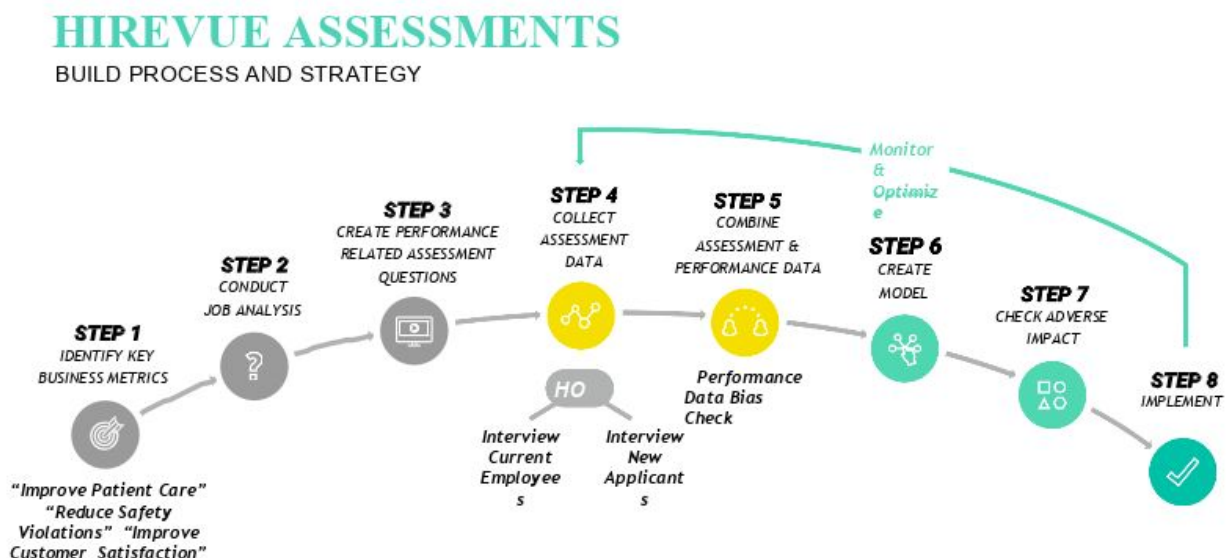 HIREVUE ASSESSMENTS
BUILD PROCESS AND STRATEGY
STEP 1
IDENTIFY KEY
BUSINESS METRICS
“Improve Patient Care”
“Reduce Safety
Violations” “Improve
Customer Satisfaction”
STEP 2
CONDUCT
JOB ANALYSIS
STEP 3
CREATE PERFORMANCE
RELATED ASSESSMENT
QUESTIONS
STEP 4
COLLECT
ASSESSMENT
DATA
HO
Interview
Current
Employee
s
Interview
New
Applicant
s
STEP 5
COMBINE
ASSESSMENT &
PERFORMANCE DATA
Performance
Data Bias
Check
Monitor
&
Optimiz
e
STEP 6
CREATE
MODEL
STEP 7
CHECK ADVERSE
IMPACT
STEP 8
IMPLEMENT